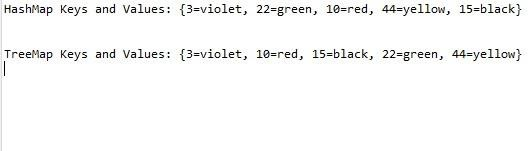 HashMap Keys and Values: {3=violet, 22=green, 10=red, 44=yellow, 15=black}
TreeMap Keys and Values: {3=violet, 10=red, 15=black, 22=green, 44=yellow}